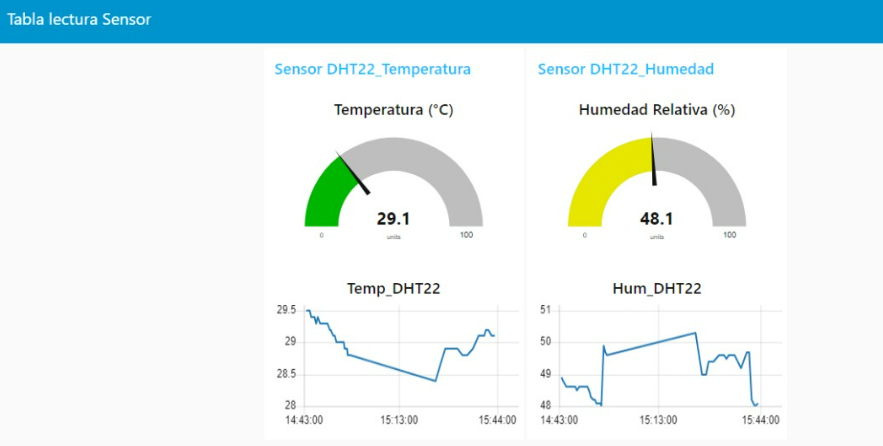 Tabla lectura Sensor
Sensor DHT22_Temperatura
Temperatura (°C)
29.1
units
0
100
Temp_DHT22
29.5
29
28.5
28
14:43:00
15:13:00
15:44:00
Sensor DHT22_Humedad
Humedad Relativa (%)
48.1
units
0
100
Hum_DHT22
51
50
49
48
14:43:00
15:13:00
15:44:00